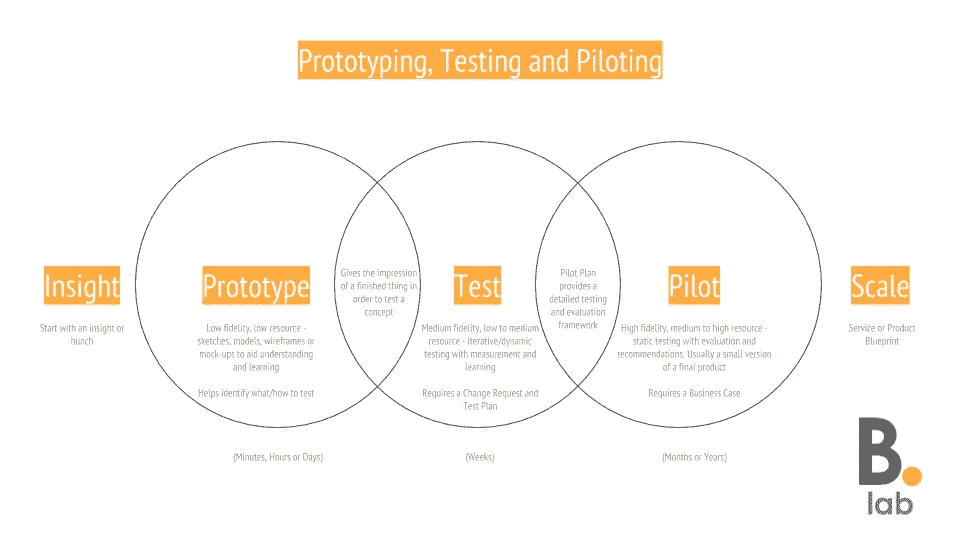 Prototyping, Testing and Piloting
Insight
Start with an insight or
hunch
Prototype
Low fidelity, low resource -
sketches, models, wireframes or
mock-ups to aid understanding
and learning
Helps identify what/how to test
(Minutes, Hours or Days)
Gives the impression
of a finished thing in
order to test a
concept
Test
Medium fidelity, low to medium
resource - iterative/dynamic
testing with measurement and
learning
Requires a Change Request and
Test Plan
(Weeks)
Pilot Plan
provides a
detailed testing
and evaluation
framework
Pilot
High fidelity, medium to high resource -
static testing with evaluation and
recommendations. Usually a small version
of a final product
Requires a Business Case
(Months or Years)
Scale
Service or Product
Blueprint
B.
lab